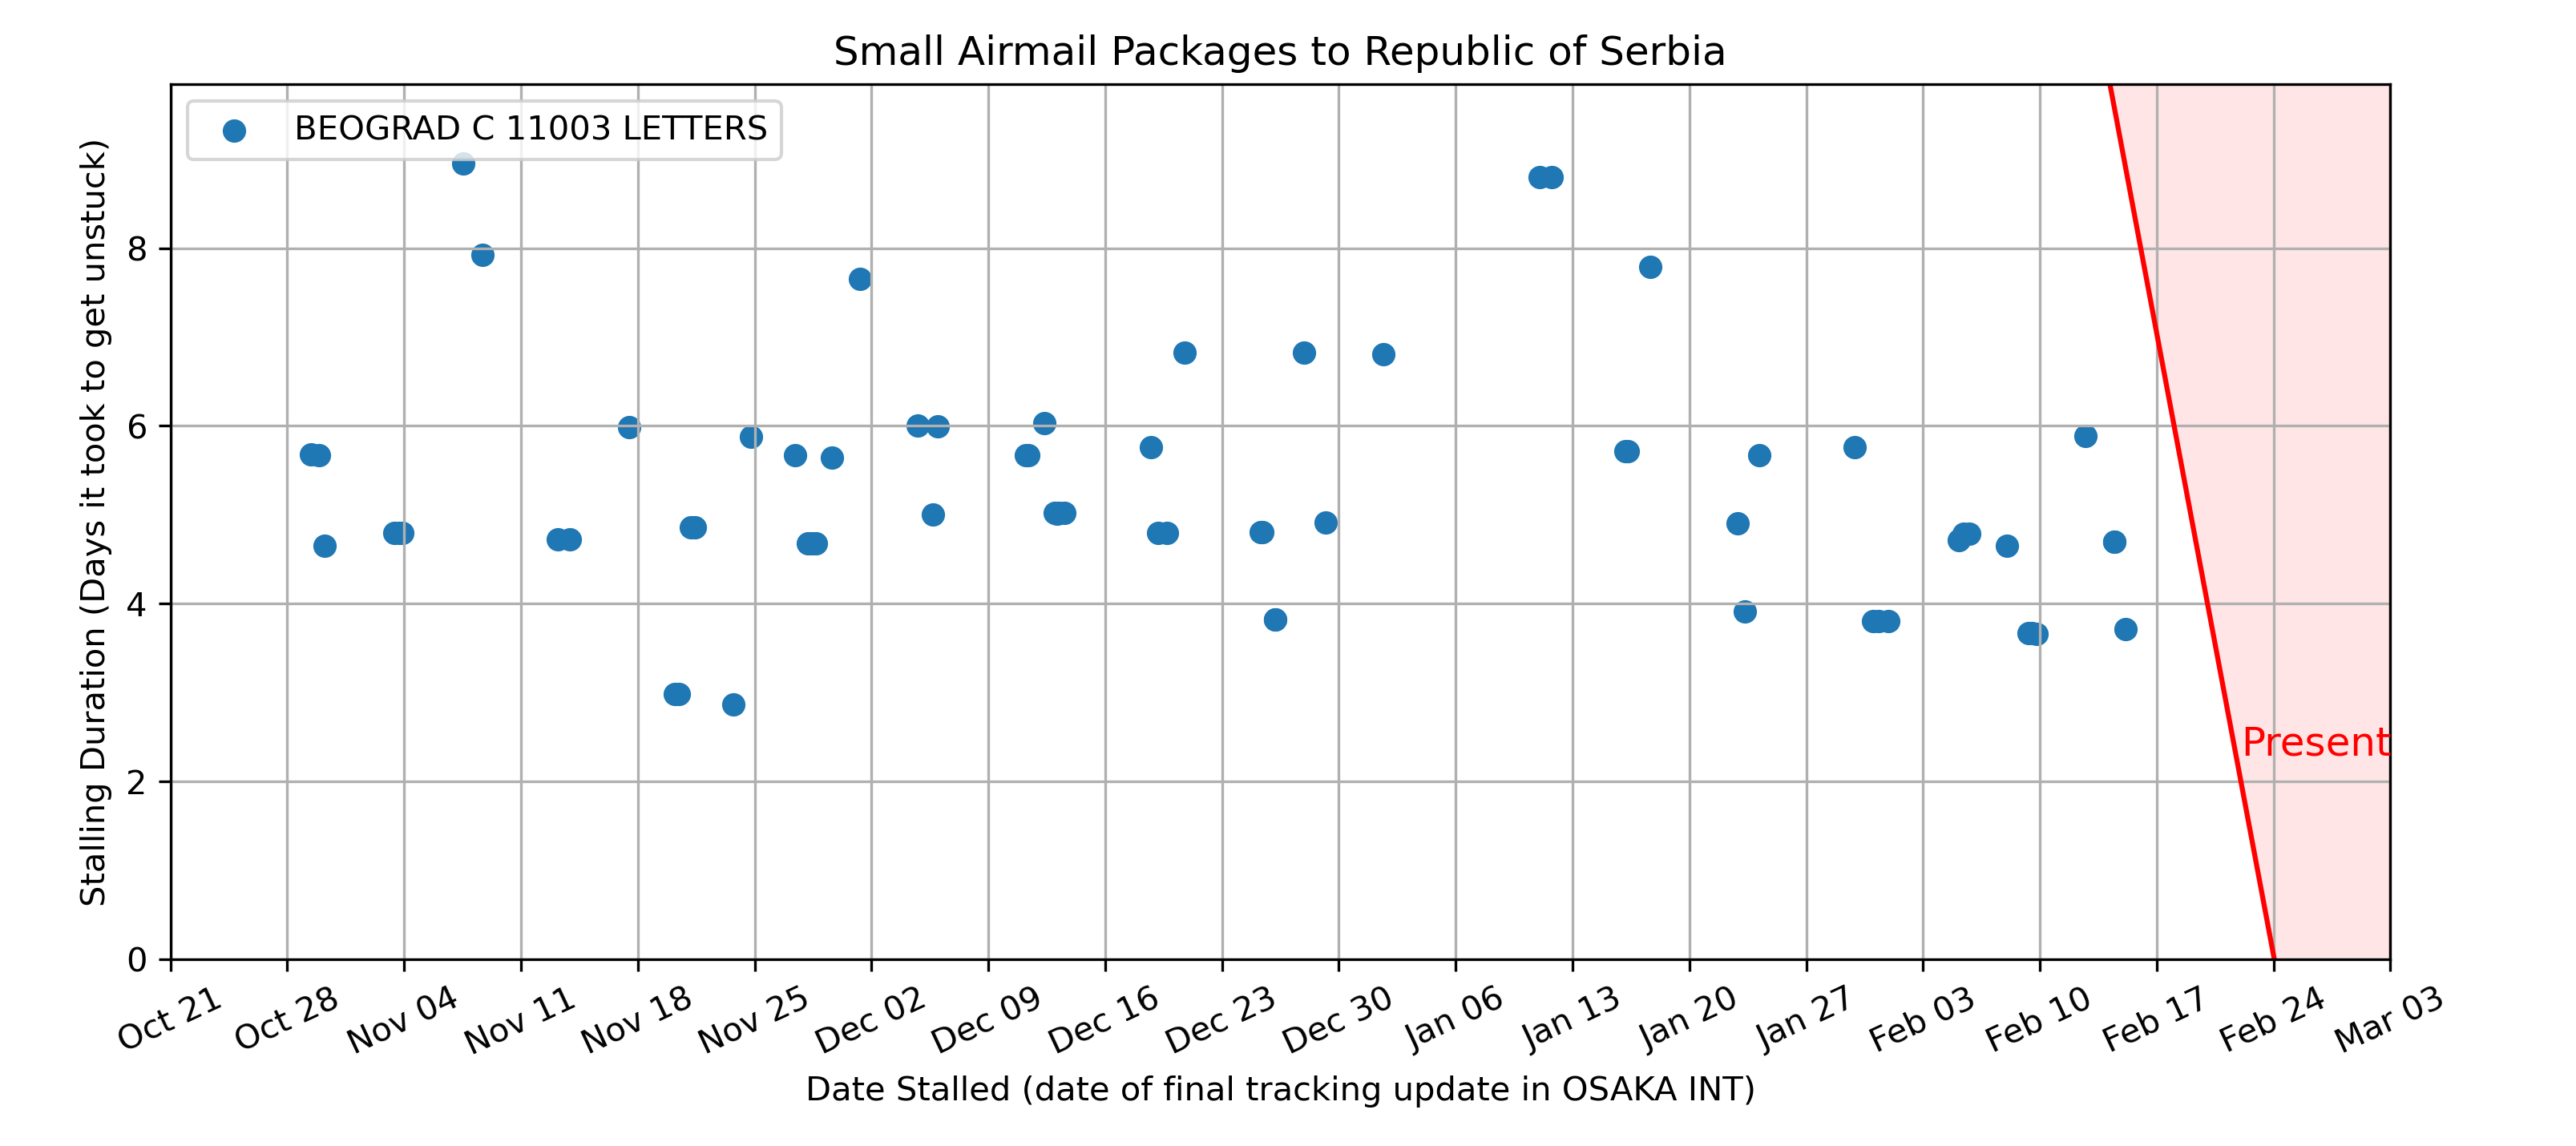 Small Airmail Packages to Republic of Serbia
BEOGRAD C 11003 LETTERS
Stalling Duration (Days it took to get unstuck)
8
6
4
2
0
Present
Oct 21
Oct 28
Nov 04
Nov 11
Nov 18
Nov 25
Dec 02
Dec 09
Dec 16
Dec 23
Dec 30
Jan 06
Jan 13
Jan 20
Jan 27
Feb 03
Feb 10
Feb 17
Feb 24
Mar 03
Date Stalled (date of final tracking update in OSAKA INT)